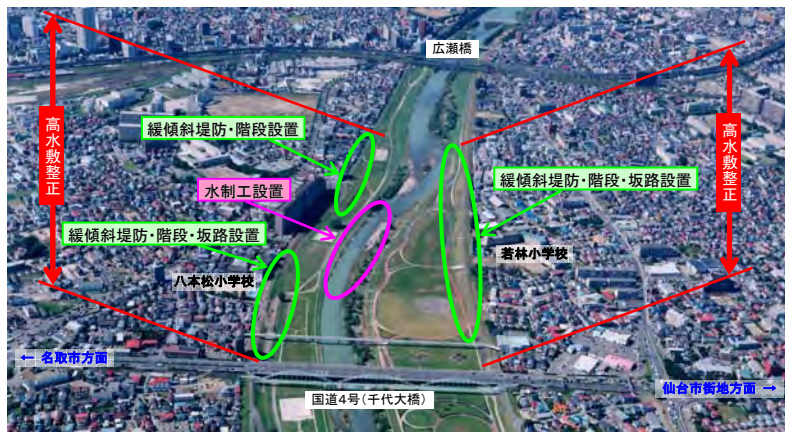 広瀬橋
高水敷整正
緩傾斜堤防・階段設置
水制工設置
緩傾斜堤防・階段・坂路設置
八本松小学校
緩傾斜堤防・階段・坂路設置
若林小学校
高水敷整正
← 名取市方面
国道4号(千代大橋)
仙台市街地方面 →